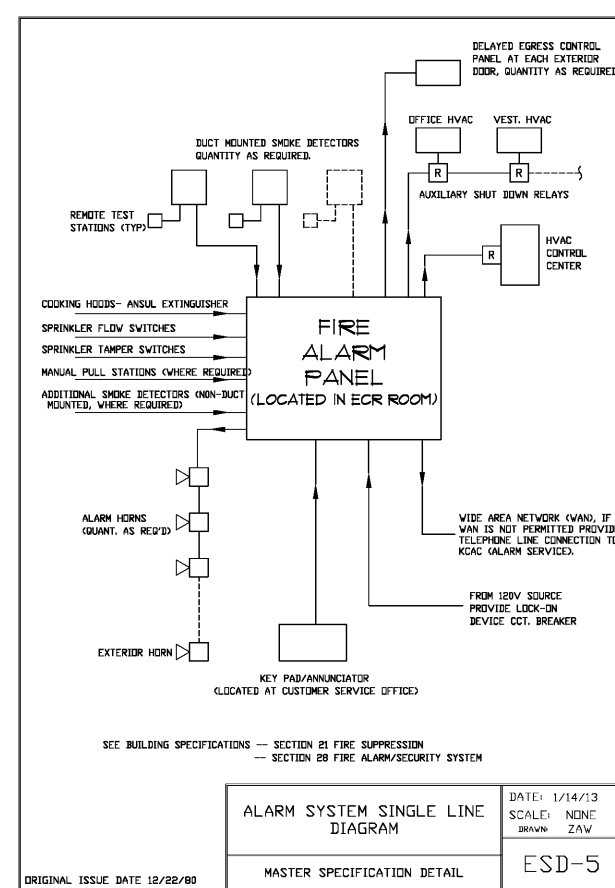 DELAYED EGRESS CONTROL
PANEL AT EACH EXTERIOR
DOOR, QUANTITY AS REQUIRED
OFFICE HVAC
VEST. HVAC
DUCT MOUNTED SMOKE DETECTORS
QUANTITY AS REQUIRED.
R
R
AUXILIARY SHUT DOWN RELAYS
REMOTE TEST
STATIONS (TYP)
R
HVAC
CONTROL
CENTER
COOKING HOODS- ANSUL EXTINGUISHER
SPRINKLER FLOW SWITCHES
SPRINKLER TAMPER SWITCHES
MANUAL PULL STATIONS (WHERE REQUIRED)
ADDITIONAL SMOKE DETECTORS (NON-DUCT
MOUNTED, WHERE REQUIRED)
FIRE
ALARM
PANEL
(LOCATED IN ECR ROOM)
ALARM HORNS
(QUANT. AS REQ'D)
WIDE AREA NETWORK (WAN), IF
WAN IS NOT PERMITTED PROVIDE
TELEPHONE LINE CONNECTION TO
KCAC (ALARM SERVICE).
FROM 120V SOURCE
PROVIDE LOCK-ON
DEVICE CCT. BREAKER
EXTERIOR HORN
KEY PAD/ANNUNCIATOR
(LOCATED AT CUSTOMER SERVICE OFFICE)
SEE BUILDING SPECIFICATIONS -- SECTION 21 FIRE SUPPRESSION
-- SECTION 28 FIRE ALARM/SECURITY SYSTEM
ALARM SYSTEM SINGLE LINE
DIAGRAM
DATE: 1/14/13
SCALE: NONE
DRAWN: ZAW
MASTER SPECIFICATION DETAIL
ESD-5
ORIGINAL ISSUE DATE 12/22/80